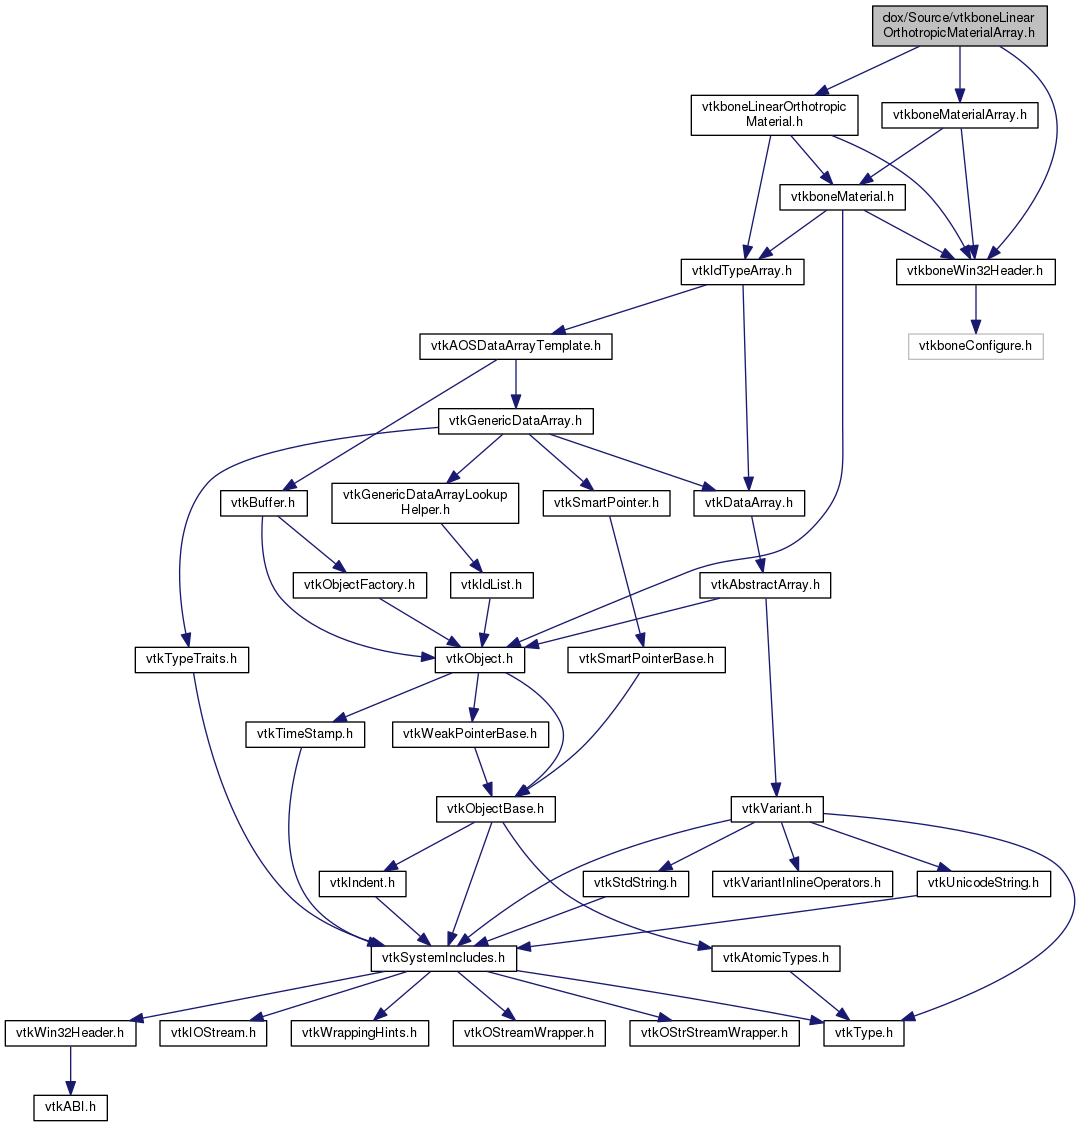 dox/Source/vtkboneLinear
OrthotropicMaterialArray.h
vtkboneLinearOrthotropic
Material.h
vtkboneMaterialArray.h
vtkboneMaterial.h
vtkIdTypeArray.h
vtkboneWin32Header.h
vtkAOSDataArrayTemplate.h
vtkboneConfigure.h
vtkGenericDataArray.h
vtkBuffer.h
vtkGenericDataArrayLookup
Helper.h
vtkSmartPointer.h
vtkDataArray.h
vtkObjectFactory.h
vtkIdList.h
vtkAbstractArray.h
vtkTypeTraits.h
vtkObject.h
vtkSmartPointerBase.h
vtkTimeStamp.h
vtkWeakPointerBase.h
vtkObjectBase.h
vtkVariant.h
vtkIndent.h
vtkStdString.h
vtkVariantInlineOperators.h
vtkUnicodeString.h
vtkSystemIncludes.h
vtkAtomicTypes.h
vtkWin32Header.h
vtkIOStream.h
vtkWrappingHints.h
vtkOStreamWrapper.h
vtkOStrStreamWrapper.h
vtkType.h
vtkABI.h